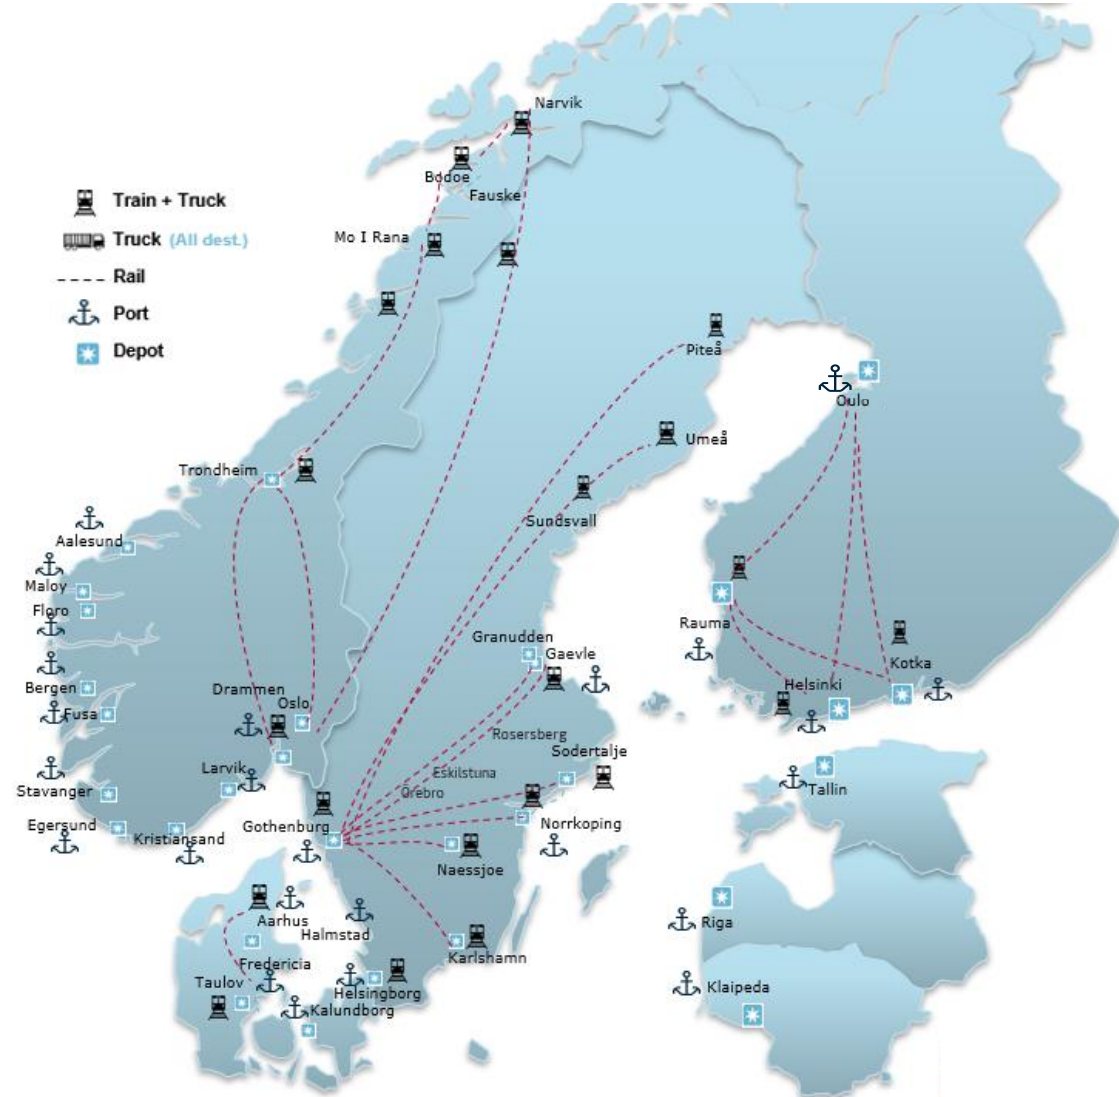 Narvik
Bodoe
Fauske
Train + Truck
Truck (All dest.)
Mo I Rana
Rail
Port
Depot
Piteå
Oulo
Umeå
Trondheim
Sundsvall
Aalesund
Maloy
Floro
Rauma
Granudden
Gaevle
Kotka
Bergen
Drammen
Helsinki
Oslo
Fusa
Rosersberg
Sodertalje
Larvik
Eskilstuna
Stavanger
Örebro
Tallin
Egersund
Gothenburg
Norrkoping
Kristiansand
Naessjoe
Aarhus
Halmstad
Riga
Karlshamn
Fredericia
Taulov
Klaipeda
Helsingborg
Kalundborg